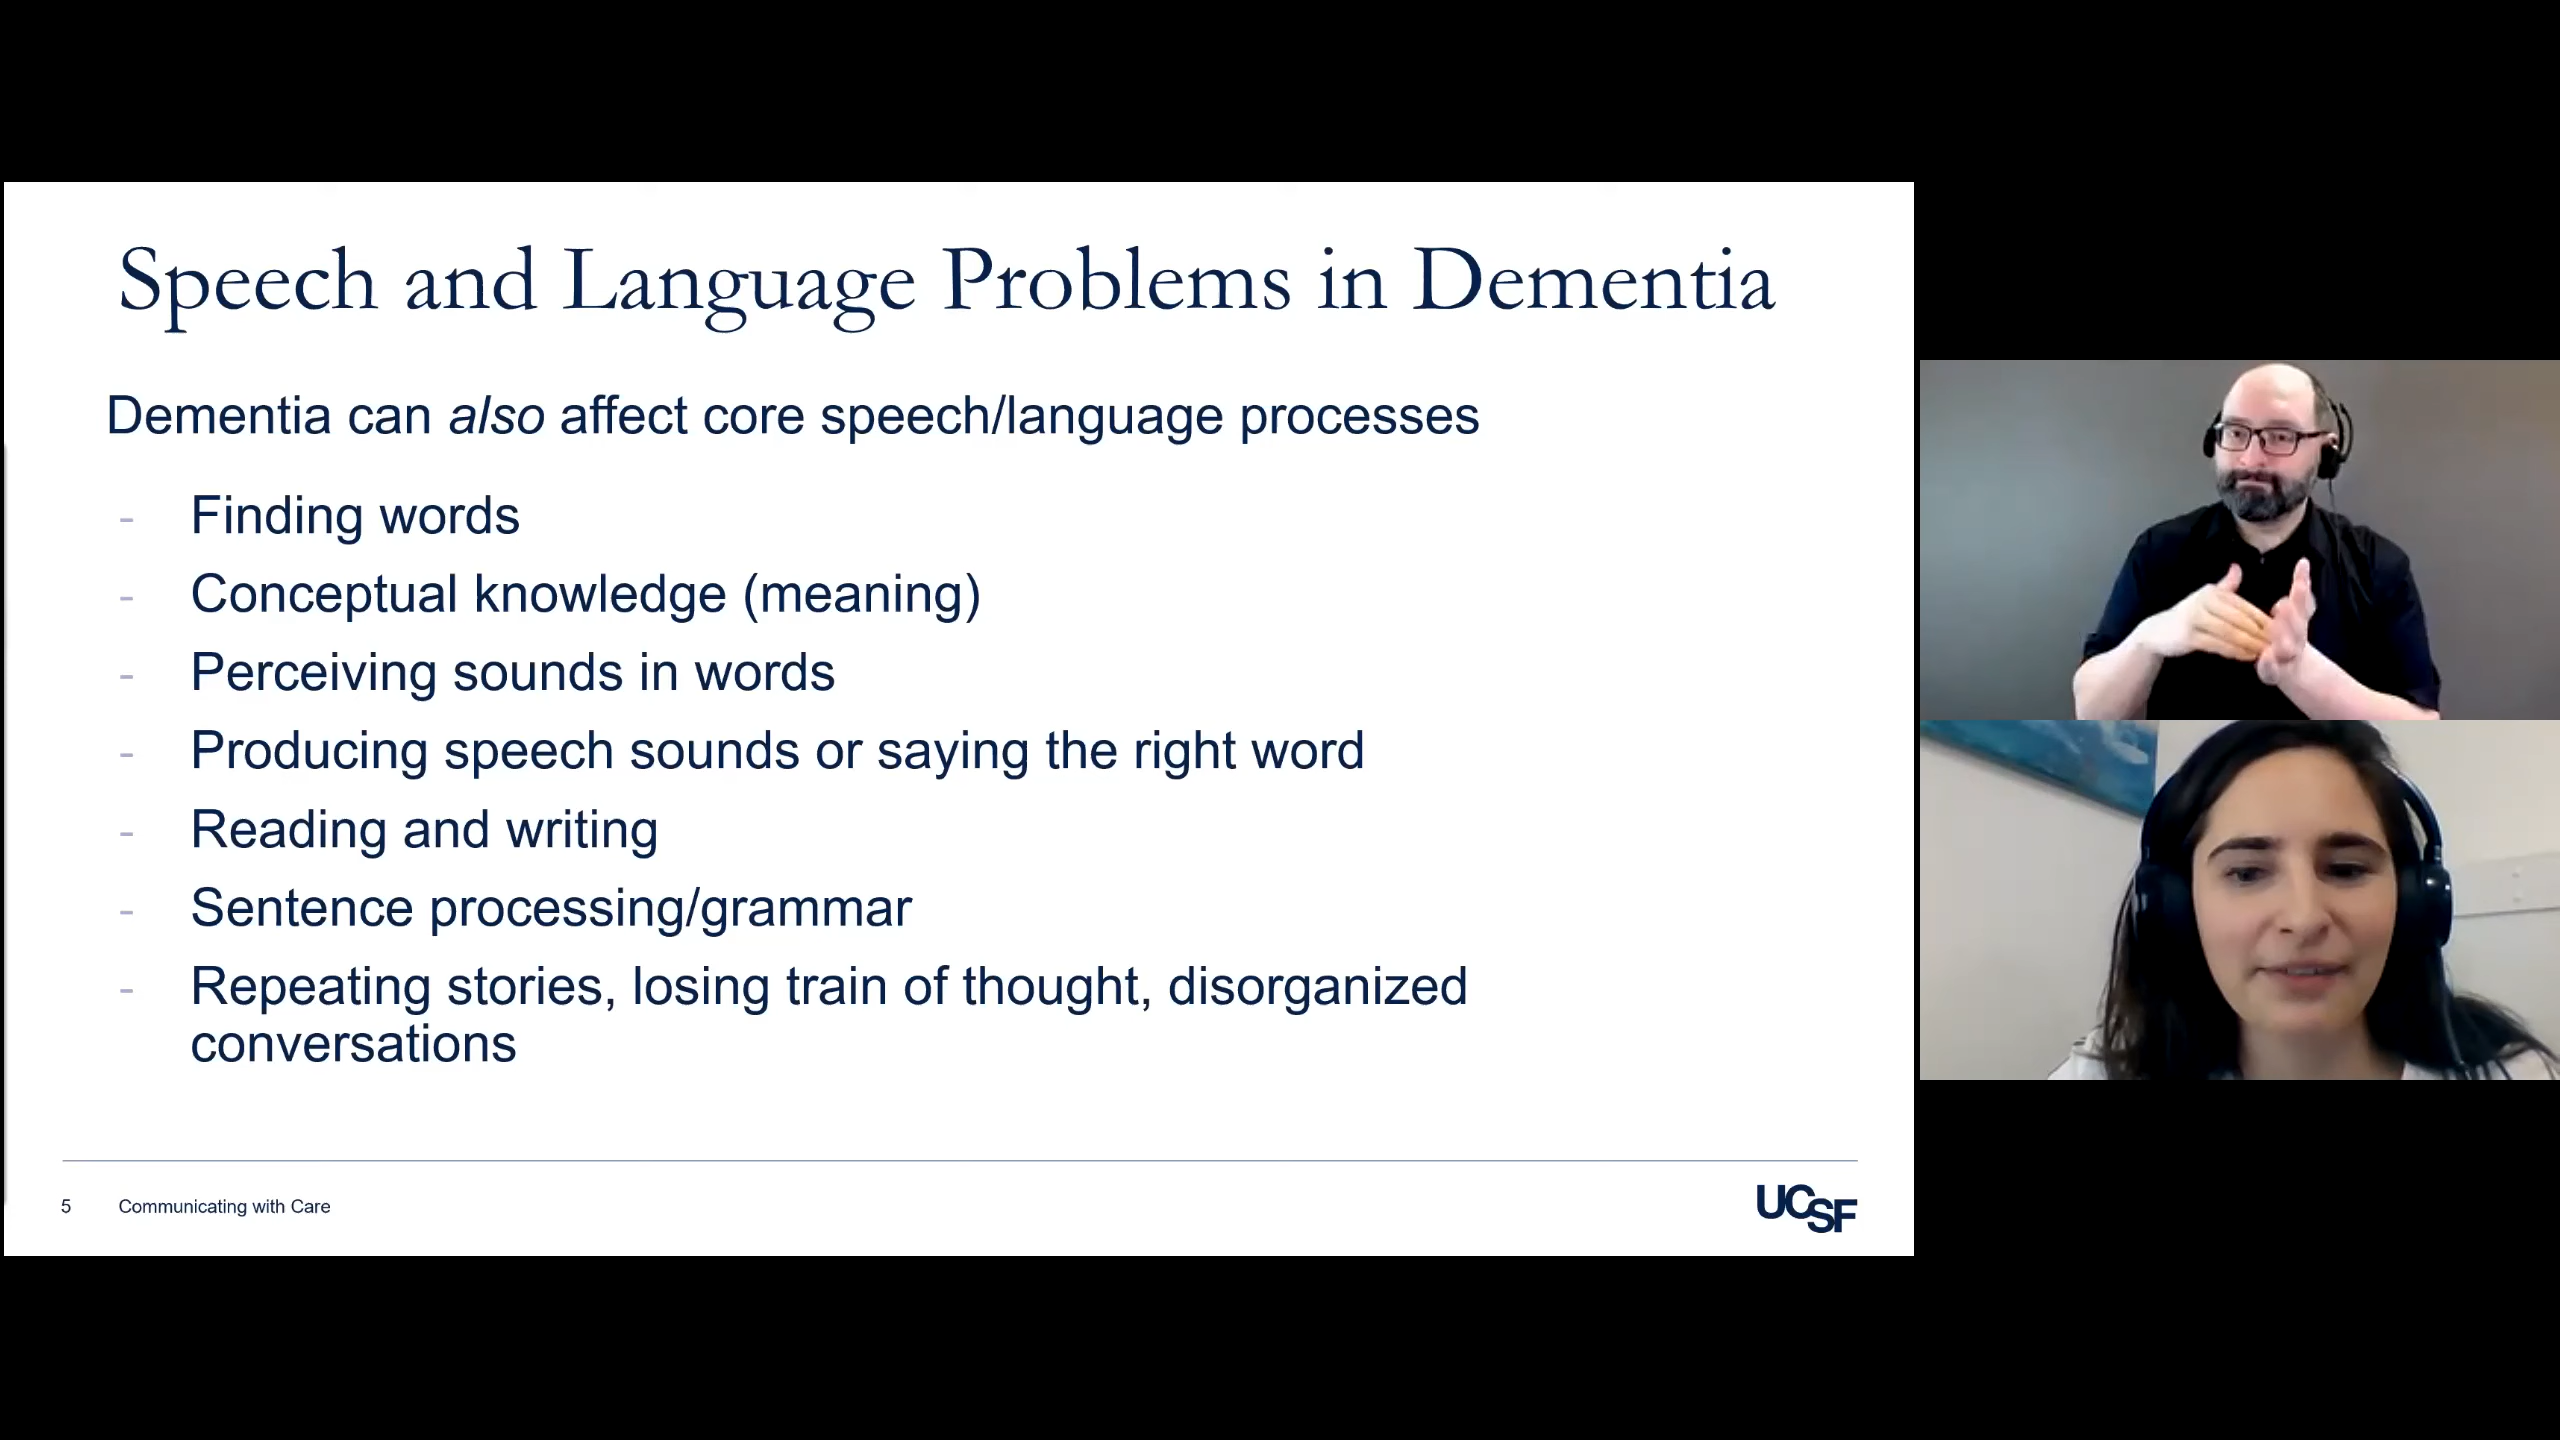 Speech and Language Problems in Dementia
Dementia can also affect core speech/language processes
- Finding words
- Conceptual knowledge (meaning)
- Perceiving sounds in words
- Producing speech sounds or saying the right word
- Reading and writing
- Sentence processing/grammar
- Repeating stories, losing train of thought, disorganized
conversations
5 Communicating with Care
UCSF